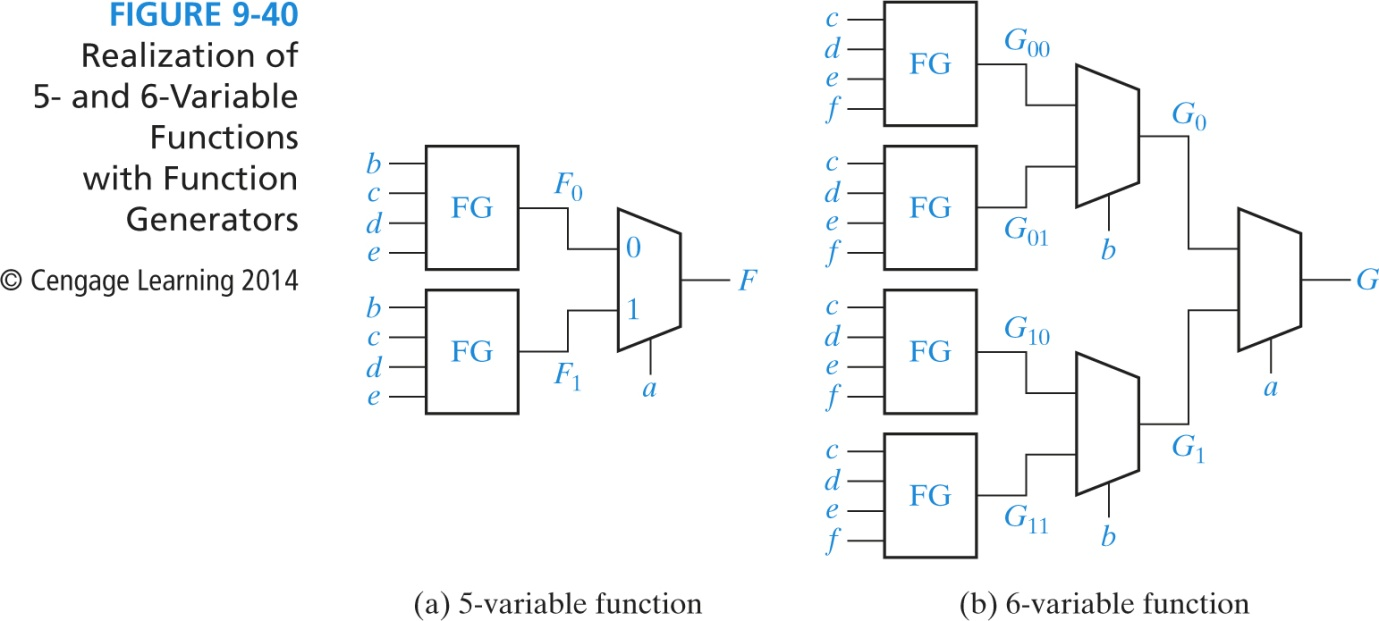 FIGURE 9-40
Realization of
5- and 6-Variable
Functions
with Function
Generators
© Cengage Learning 2014
b
c
d
e
FG
F0
b
c
d
e
FG
F1
0
1
a
F
(a) 5-variable function
c
d
e
f
FG
G00
c
d
e
f
FG
G01
b
G0
c
d
e
f
FG
G10
c
d
e
f
FG
G11
b
G1
a
G
(b) 6-variable function